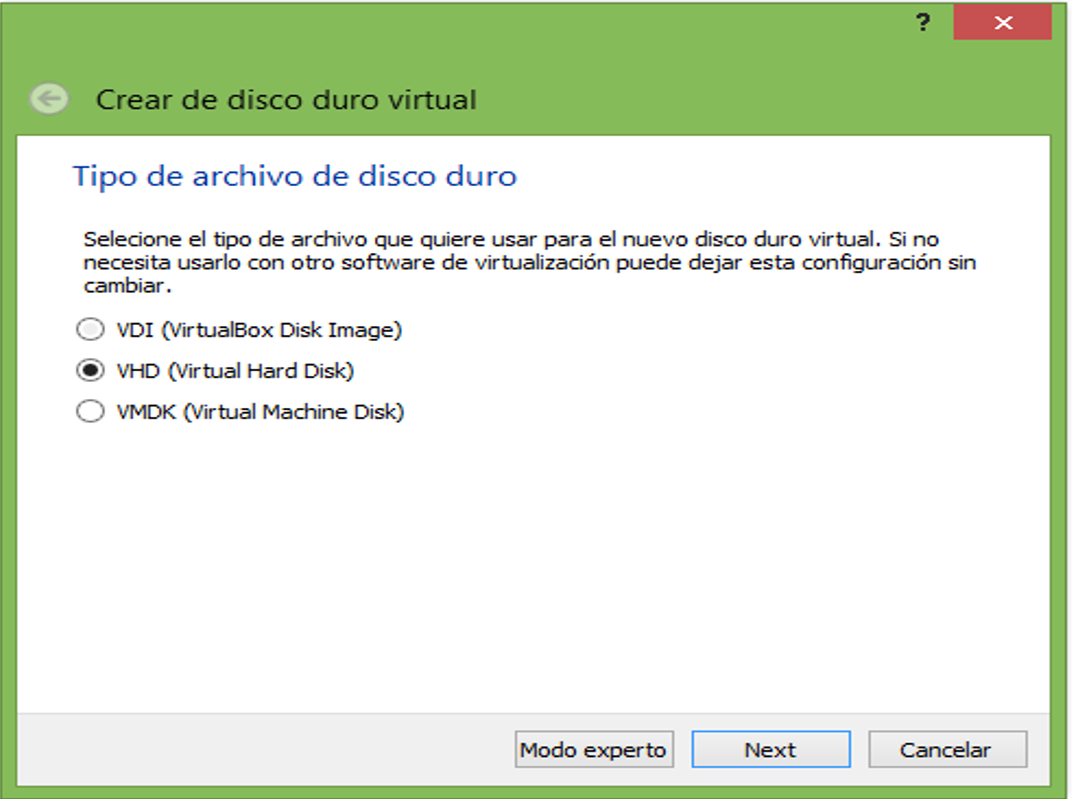 ?
Crear de disco duro virtual
Tipo de archivo de disco duro
Selecione el tipo de archivo que quiere usar para el nuevo disco duro virtual. Si no
necesita usarlo con otro software de virtualización puede dejar esta configuración sin
cambiar.
VDI (VirtualBox Disk Image)
VHD (Virtual Hard Disk)
VMDK (Virtual Machine Disk)
Modo experto Next Cancelar